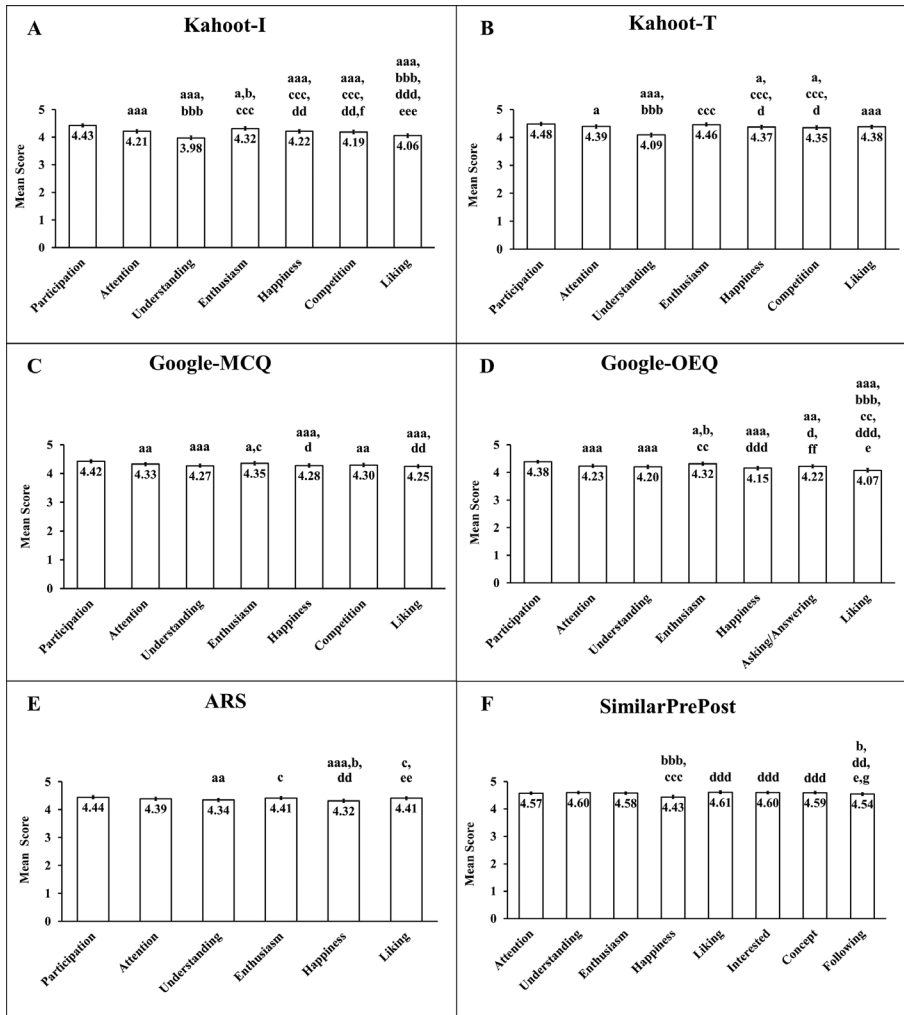 A
Kahoot-I
aaa, aaa,
aaa, aaa, bbb,
aaa, a,b, ccc, ccc, ddd,
aaa bbb ccc dd dd,f eee
Mean Score
5
4
3
2
1
0
4.43 4.21 3.98 4.32 4.22 4.19 4.06
Participation
Attention
Understanding
Enthusiasm
Happiness
Competition
Liking
B
Kahoot-T
a, a,
aaa, ccc, ccc,
a bbb ccc d d aaa
Mean Score
5
4
3
2
1
0
4.48 4.39 4.09 4.46 4.37 4.35 4.38
Participation
Attention
Understanding
Enthusiasm
Happiness
Competition
Liking
C
Google-MCQ
aaa, aaa,
aa aaa a,c d aa dd
Mean Score
5
4
3
2
1
0
4.42 4.33 4.27 4.35 4.28 4.30 4.25
Participation
Attention
Understanding
Enthusiasm
Happiness
Competition
Liking
D
Google-OEQ
aaa,
bbb,
aa, cc,
a,b, aaa, d, ddd,
aaa aaa cc ddd ff e
Mean Score
5
4
3
2
1
0
4.38 4.23 4.20 4.32 4.15 4.22 4.07
Participation
Attention
Understanding
Enthusiasm
Happiness
Asking/Answering
Liking
E
ARS
aaa,b, c,
aa c dd ee
Mean Score
5
4
3
2
1
0
4.44 4.39 4.34 4.41 4.32 4.41
Participation
Attention
Understanding
Enthusiasm
Happiness
Liking
F
SimilarPrePost
b,
bbb, dd,
ccc ddd ddd ddd e,g
Mean Score
5
4
3
2
1
0
4.57 4.60 4.58 4.43 4.61 4.60 4.59 4.54
Attention
Understanding
Enthusiasm
Happiness
Liking
Interested
Concept
Following